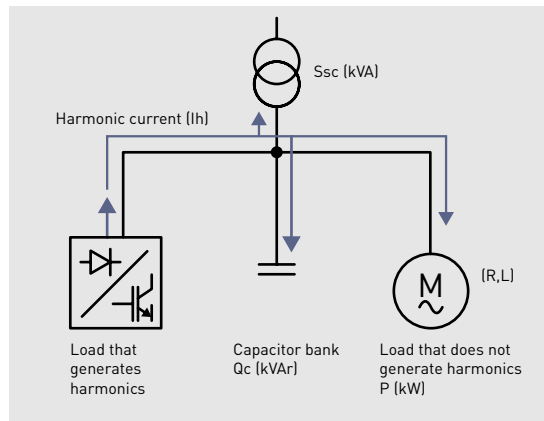 Ssc (kVA)
Harmonic current (Ih)
M
(R,L)
Load that
generates
harmonics
Capacitor bank
Qc (kVAr)
Load that does not
generate harmonics
P (kW)